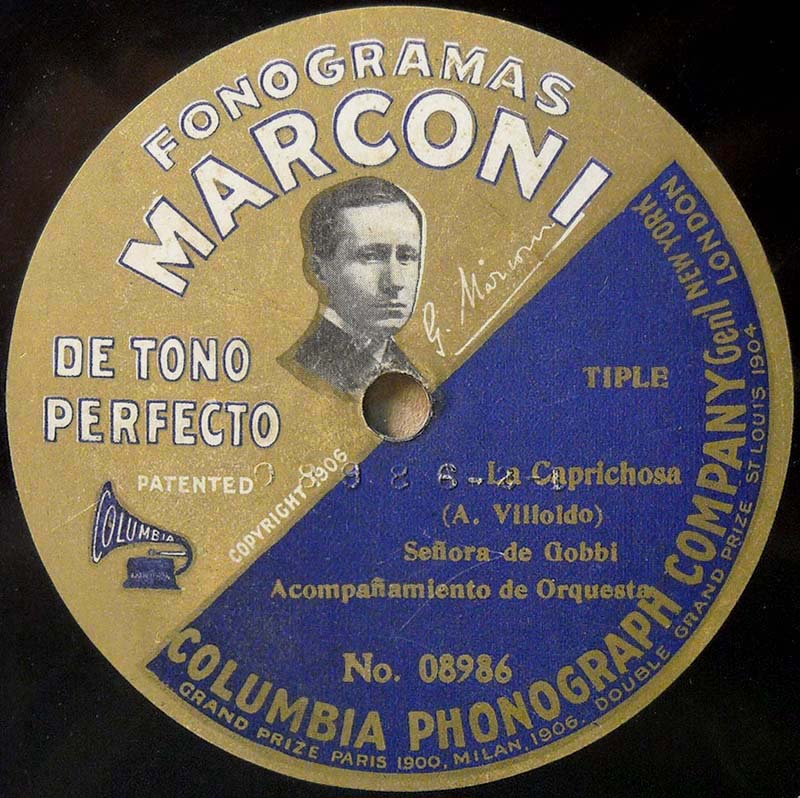 FONOGRAMAS
MARCONI
G. Marconi
DE TONO
PERFECTO
PATENTED
COLUMBIA
COPYRIGHT 1906
TIPLE
La Caprichosa
(A. Villoldo)
Señora de Gobbi
Acompañamiento de Orquesta
No. 08986
COLUMBIA PHONOGRAPH COMPANY Genl NEW YORK LONDON
GRAND PRIZE PARIS 1900, MILAN, 1906. DOUBLE GRAND PRIZE ST LOUIS 1904